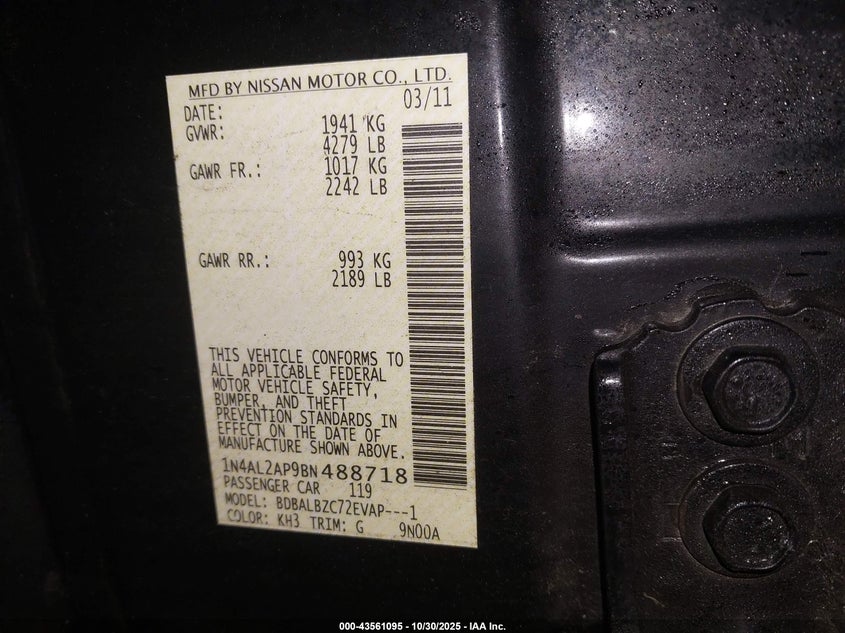 MFD BY NISSAN MOTOR CO., LTD.
DATE: 03/11
GVWR: 1941 KG
4279 LB
GAWR FR.: 1017 KG
2242 LB
GAWR RR.: 993 KG
2189 LB
THIS VEHICLE CONFORMS TO
ALL APPLICABLE FEDERAL
MOTOR VEHICLE SAFETY,
BUMPER, AND THEFT
PREVENTION STANDARDS IN
EFFECT ON THE DATE OF
MANUFACTURE SHOWN ABOVE.
1N4AL2AP9BN488718
PASSENGER CAR 119
MODEL: BDBALBZC72EVAP---1
COLOR: KH3 TRIM: G 9N00A
000-43561095 - 10/30/2025 - IAA Inc.